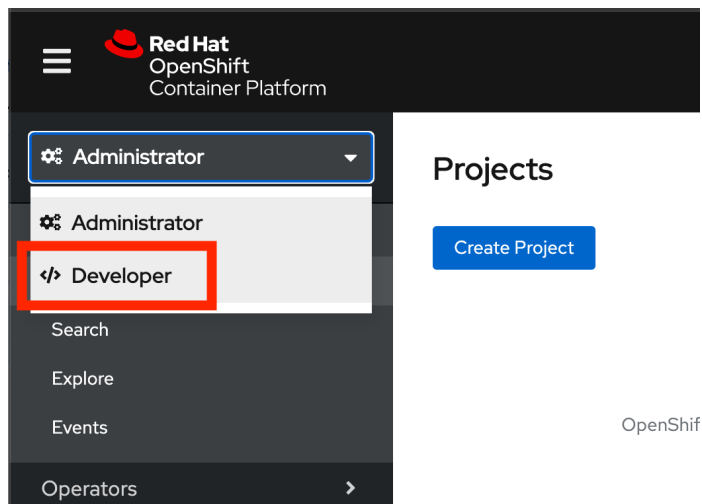 Red Hat
OpenShift
Container Platform
Administrator
Administrator
Developer
Search
Explore
Events
Operators
Projects
Create Project
OpenShif